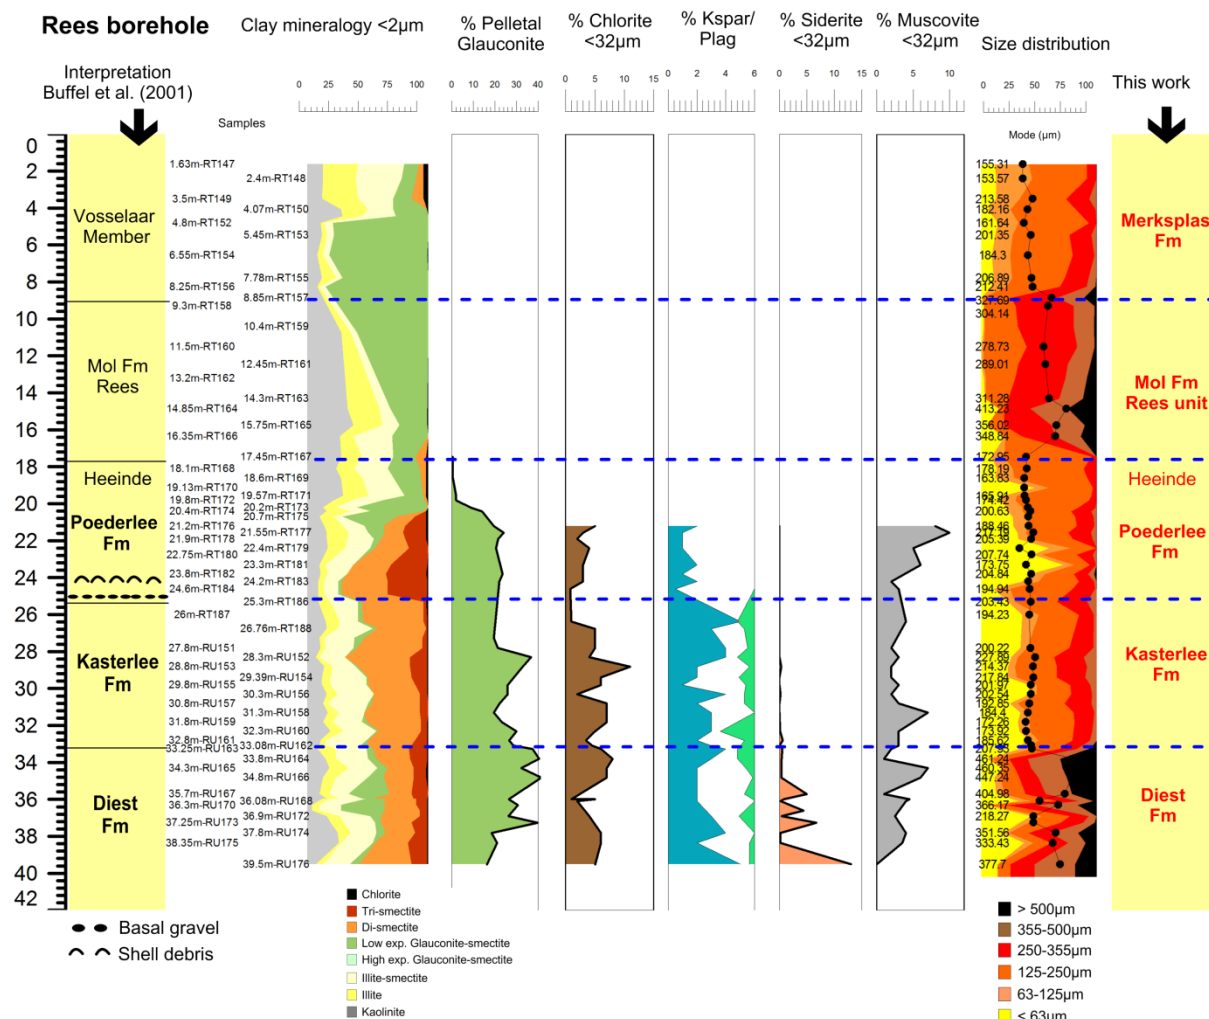 Rees borehole
Interpretation
Buffel et al. (2001)
Clay mineralogy <2µm
% Pelletal
Glauconite
% Chlorite
<32µm
% Kspar/
Plag
% Siderite
<32µm
% Muscovite
<32µm
Size distribution
This work
0 25 50 75 100
0 10 20 30 40
0 5 10 15
0 2 4 6
0 5 10 15
0 5 10
0 25 50 75 100
Samples
Mode (µm)
0
2
4
6
8
10
12
14
16
18
20
22
24
26
28
30
32
34
36
38
40
42
Vosselaar
Member
Mol Fm
Rees
Heeinde
Poederlee
Fm
Kasterlee
Fm
Diest
Fm
1.63m-RT147
2.4m-RT148
3.5m-RT149
4.07m-RT150
4.8m-RT152
5.45m-RT153
6.55m-RT154
7.78m-RT155
8.25m-RT156
8.85m-RT157
9.3m-RT158
10.4m-RT159
11.5m-RT160
12.45m-RT161
13.2m-RT162
14.3m-RT163
14.85m-RT164
15.75m-RT165
16.35m-RT166
17.45m-RT167
18.1m-RT168
18.6m-RT169
19.13m-RT170
19.57m-RT171
19.8m-RT172
20.2m-RT173
20.4m-RT174
20.7m-RT175
21.2m-RT176
21.55m-RT177
21.9m-RT178
22.4m-RT179
22.75m-RT180
23.3m-RT181
23.8m-RT182
24.2m-RT183
24.6m-RT184
25.3m-RT186
26m-RT187
26.76m-RT188
27.8m-RU151
28.3m-RU152
28.8m-RU153
29.39m-RU154
29.8m-RU155
30.3m-RU156
30.8m-RU157
31.3m-RU158
31.8m-RU159
32.3m-RU160
32.8m-RU161
33.08m-RU162
33.25m-RU163
33.8m-RU164
34.3m-RU165
34.8m-RU166
35.7m-RU167
36.08m-RU168
36.3m-RU170
36.9m-RU172
37.25m-RU173
37.8m-RU174
38.35m-RU175
39.5m-RU176
155.31
153.57
213.58
182.16
161.64
201.35
184.3
206.89
212.41
327.69
304.14
278.73
289.01
311.28
413.23
356.02
348.84
172.95
178.19
163.83
165.91
174.42
200.63
188.46
217.19
205.39
207.74
173.75
204.84
194.94
203.43
194.23
200.22
227.89
214.37
217.84
201.97
202.54
192.85
184.4
172.26
173.92
185.62
207.93
461.24
460.35
447.24
404.98
366.17
218.27
351.56
333.43
377.7
Merksplas
Fm
Mol Fm
Rees unit
Heeinde
Poederlee
Fm
Kasterlee
Fm
Diest
Fm
Basal gravel
Shell debris
Chlorite
Tri-smectite
Di-smectite
Low exp. Glauconite-smectite
High exp. Glauconite-smectite
Illite-smectite
Illite
Kaolinite
> 500µm
355-500µm
250-355µm
125-250µm
63-125µm
< 63µm